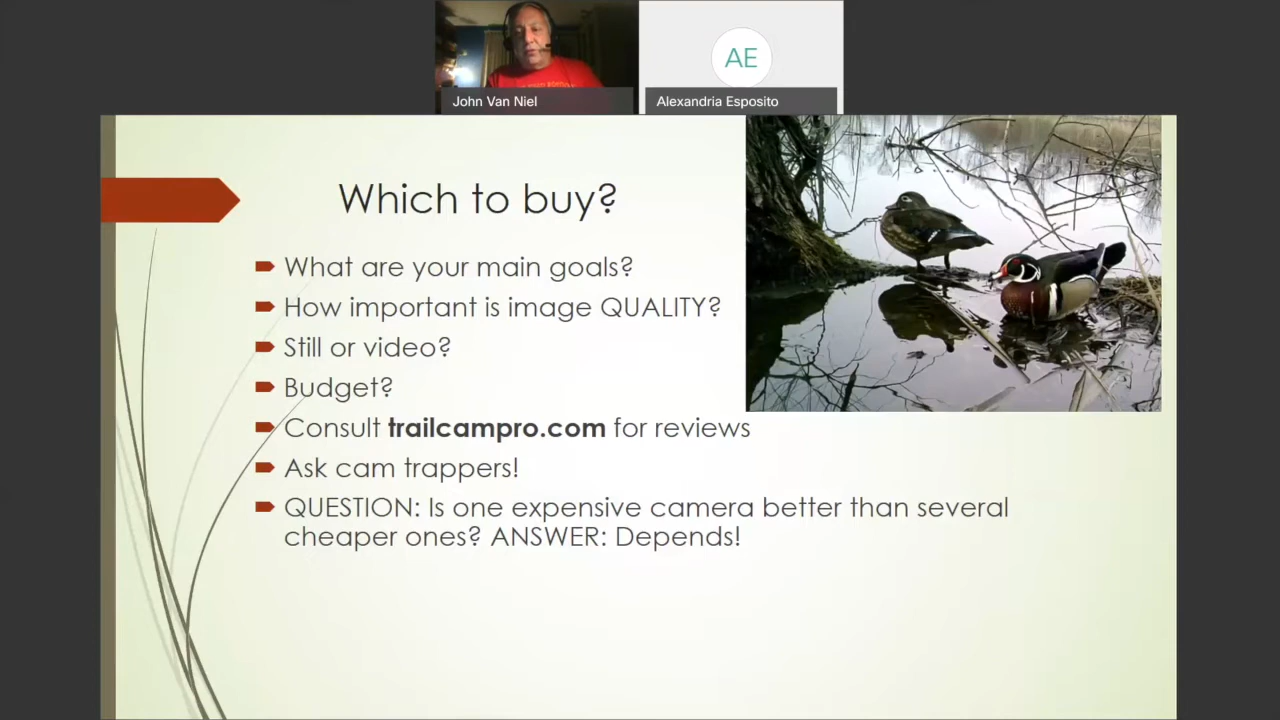 John Van Niel
AE
Alexandria Esposito
Which to buy?
What are your main goals?
How important is image QUALITY?
Still or video?
Budget?
Consult trailcampro.com for reviews
Ask cam trappers!
QUESTION: Is one expensive camera better than several
cheaper ones? ANSWER: Depends!